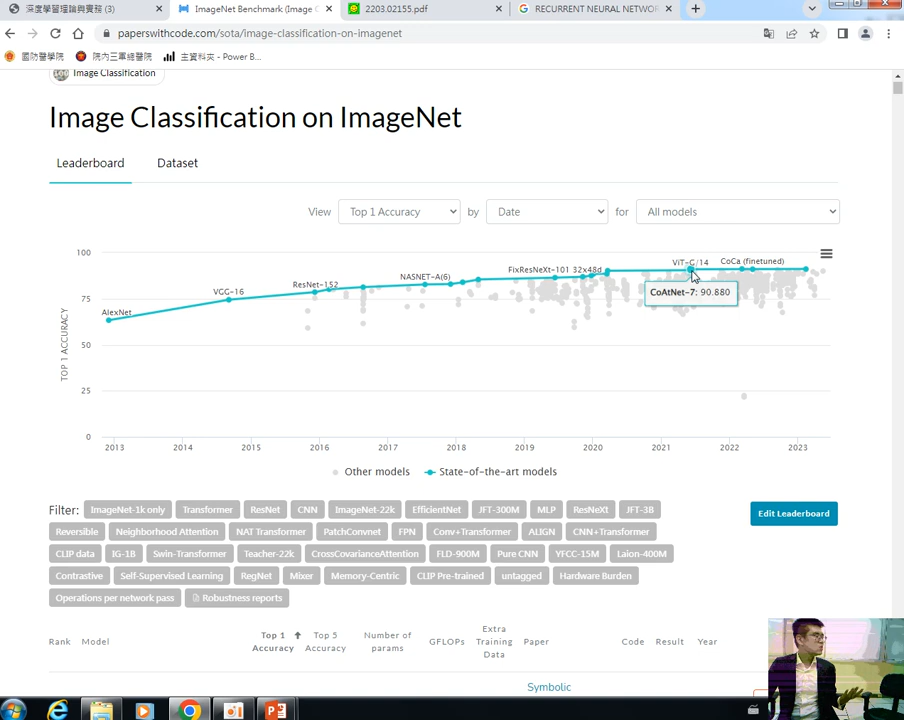 深度學習理論與實務 (3)
ImageNet Benchmark (Image C
2203.02155.pdf
RECURRENT NEURAL NETWOR
paperswithcode.com/sota/image-classification-on-imagenet
國防醫學院
院內三軍總醫院
主資料夾 - Power B...
Image Classification
Image Classification on ImageNet
Leaderboard
Dataset
View
Top 1 Accuracy
by
Date
for
All models
TOP 1 ACCURACY
100
75
50
25
0
AlexNet
VGG-16
ResNet-152
NASNET-A(6)
FixResNeXt-101 32x48d
ViT-G/14
CoCa (finetuned)
CoAtNet-7: 90.880
2013
2014
2015
2016
2017
2018
2019
2020
2021
2022
2023
Other models
State-of-the-art models
Filter:
ImageNet-1k only
Transformer
ResNet
CNN
ImageNet-22k
EfficientNet
JFT-300M
MLP
ResNeXt
JFT-3B
Edit Leaderboard
Reversible
Neighborhood Attention
NAT Transformer
PatchConvnet
FPN
Conv+Transformer
ALIGN
CNN+Transformer
CLIP data
IG-1B
Swin-Transformer
Teacher-22k
CrossCovarianceAttention
FLD-900M
Pure CNN
YFCC-15M
Laion-400M
Contrastive
Self-Supervised Learning
RegNet
Mixer
Memory-Centric
CLIP Pre-trained
untagged
Hardware Burden
Operations per network pass
Robustness reports
Rank
Model
Top 1
Accuracy
Top 5
Accuracy
Number of
params
GFLOPs
Extra
Training
Data
Paper
Code
Result
Year
Symbolic